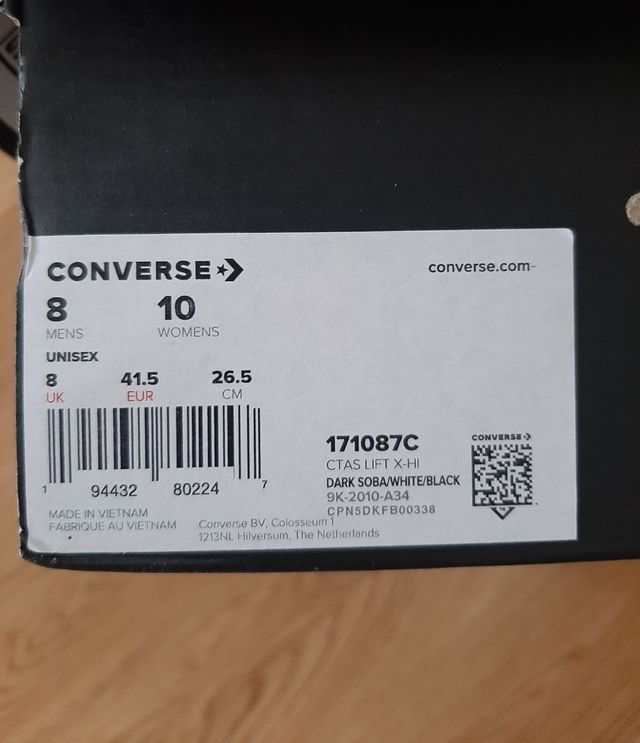 CONVERSE
converse.com-
8 10
MENS WOMENS
UNISEX
8 41.5 26.5
UK EUR CM
1 94432 80224 7
MADE IN VIETNAM
FABRIQUE AU VIETNAM
Converse BV, Colosseum 1
1213NL Hilversum, The Netherlands
171087C
CTAS LIFT X-HI
DARK SOBA/WHITE/BLACK
9K-2010-A34
CPN5DKFB00338
CONVERSE